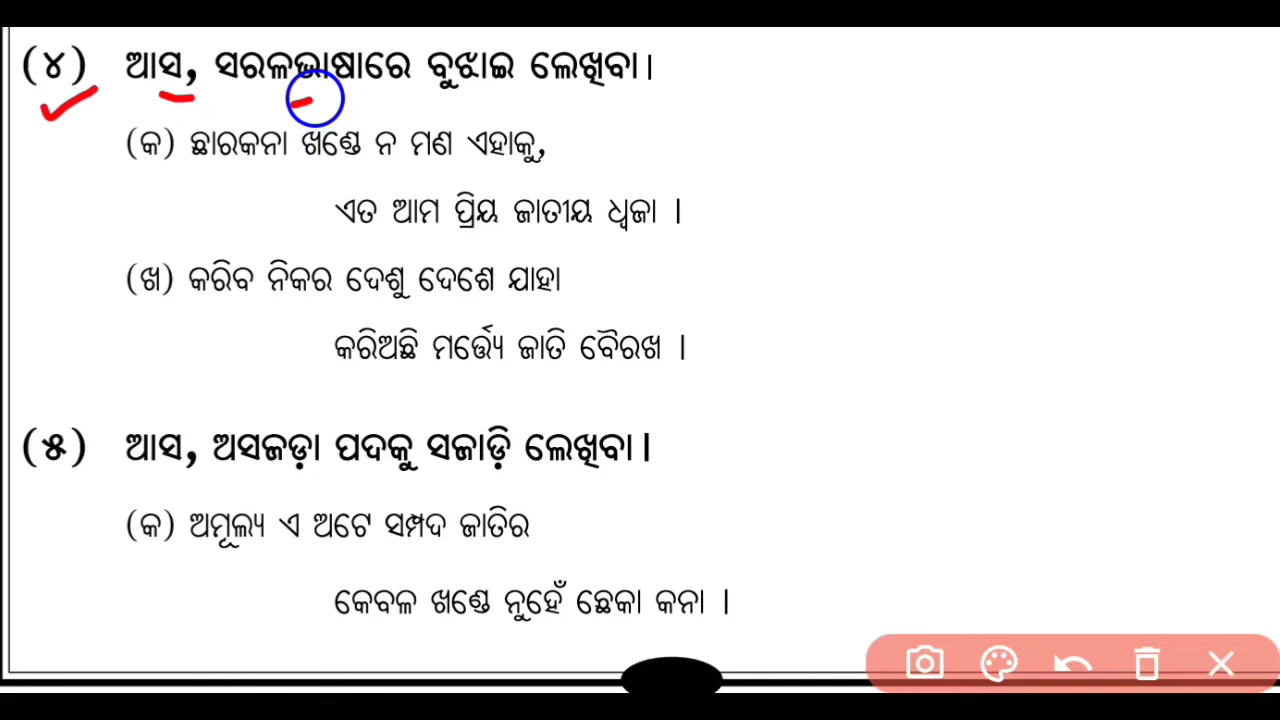 (୪) ଆସ, ସରଳଭାଷାରେ ବୁଝାଇ ଲେଖିବା।
(କ) ଛାରକନା ଖଣ୍ଡେ ନ ମଣ ଏହାକୁ,
ଏତ ଆମ ପ୍ରିୟ ଜାତୀୟ ଧ୍ୱଜା ।
(ଖ) କରିବ ନିକର ଦେଶୁ ଦେଶେ ଯାହା
କରିଅଛି ମର୍ତ୍ତ୍ୟେ ଜାତି ବୈରଖ ।
(୫) ଆସ, ଅସଜଡ଼ା ପଦକୁ ସଜାଡ଼ି ଲେଖିବା।
(କ) ଅମୂଲ୍ୟ ଏ ଅଟେ ସମ୍ପଦ ଜାତିର
କେବଳ ଖଣ୍ଡେ ନୁହେଁ ଛେକା କନା ।